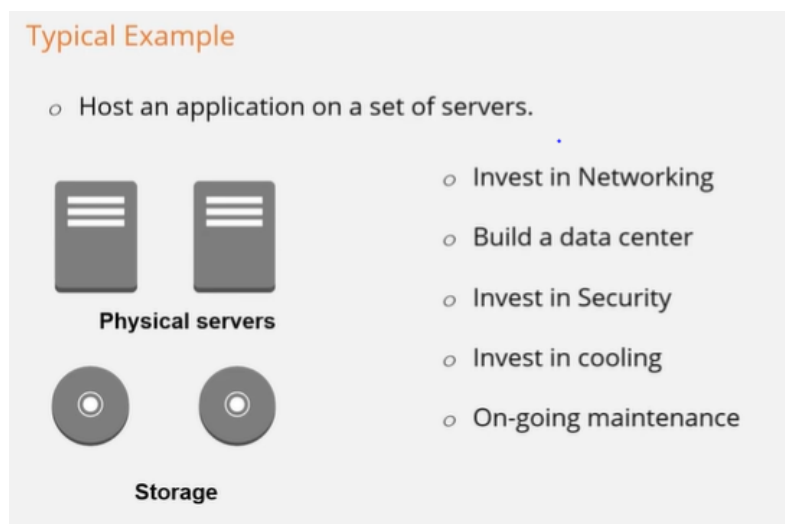 Typical Example
o Host an application on a set of servers.
Physical servers
Storage
o Invest in Networking
o Build a data center
o Invest in Security
o Invest in cooling
o On-going maintenance